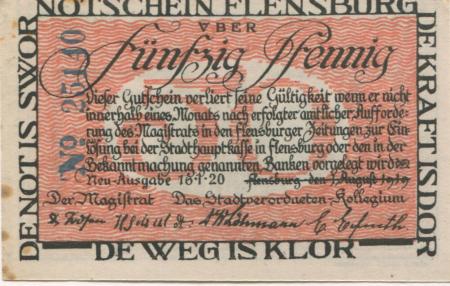 NOTSCHEIN FLENSBURG
DE NOT IS SWOR
DE KRAFT IS DOR
DE WEG IS KLOR
No 25140
ÜBER
Fünfzig Pfennig
Dieser Gutschein verliert seine Gültigkeit wenn er nicht
innerhalb eines Monats nach erfolgter amtlicher Aufforde
rung des Magistrats in den Flensburger Zeitungen zur Ein
lösung bei der Stadthauptkasse in Flensburg oder den in der
Bekanntmachung genannten Banken vorgelegt wird
Neu-Ausgabe 18·1·20 Flensburg den 1. August 1919
Der Magistrat Das Stadtverordneten-Kollegium